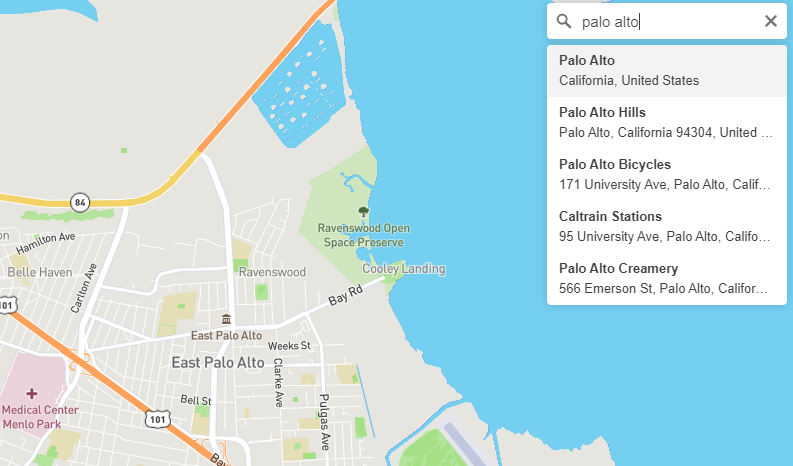 palo alto
Palo Alto
California, United States
Palo Alto Hills
Palo Alto, California 94304, United ...
Palo Alto Bicycles
171 University Ave, Palo Alto, Calif...
Caltrain Stations
95 University Ave, Palo Alto, Califo...
Palo Alto Creamery
566 Emerson St, Palo Alto, Califor...
84
Ravenswood Open
Space Preserve
Hamilton Ave
Belle Haven
Ravenswood
Cooley Landing
Carlton Ave
Bay Rd
101
East Palo Alto
Weeks St
East Palo Alto
Clarke Ave
Medical Center
Menlo Park
Bell St
101
Pulgas Ave